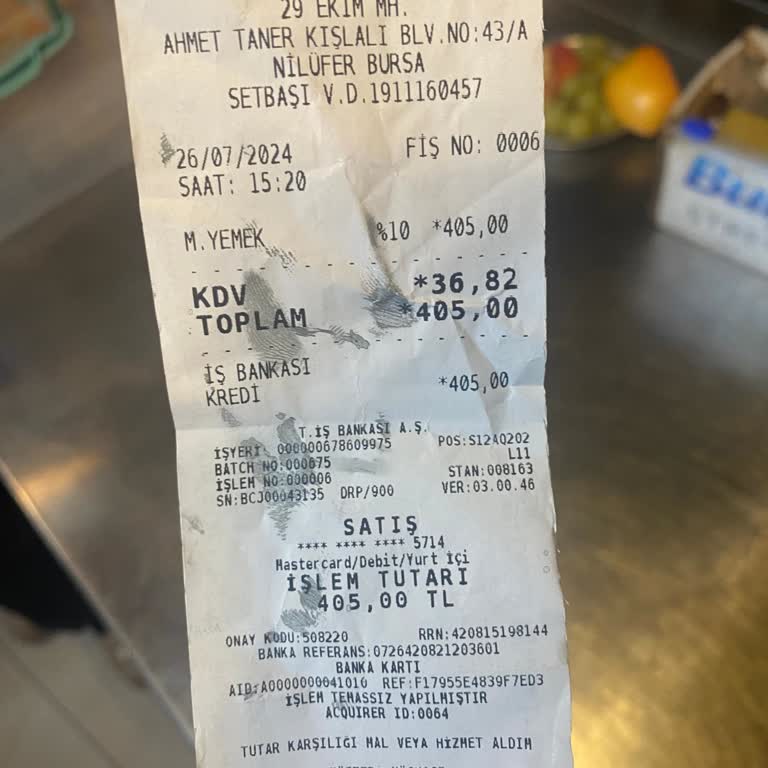 29 EKİM MH.
AHMET TANER KIŞLALI BLV.NO:43/A
NİLÜFER BURSA
SETBAŞI V.D.1911160457
26/07/2024 FİŞ NO: 0006
SAAT: 15:20
M.YEMEK %10 *405,00
KDV *36,82
TOPLAM *405,00
İŞ BANKASI
KREDİ *405,00
T.İŞ BANKASI A.Ş.
İŞYERİ: 000000678609975 POS:S12AQ202
L11
BATCH NO:000675 STAN:008163
İŞLEM NO:000006 VER:03.00.46
SN:BCJ00043135 DRP/900
SATIŞ
**** **** **** 5714
Mastercard/Debit/Yurt İçi
İŞLEM TUTARI
405,00 TL
ONAY KODU:508220 RRN:420815198144
BANKA REFERANS:0726420821203601
BANKA KARTI
AID:A0000000041010 REF:F17955E4839F7ED3
İŞLEM TEMASSIZ YAPILMIŞTIR
ACQUIRER ID:0064
TUTAR KARŞILIĞI MAL VEYA HİZMET ALDIM